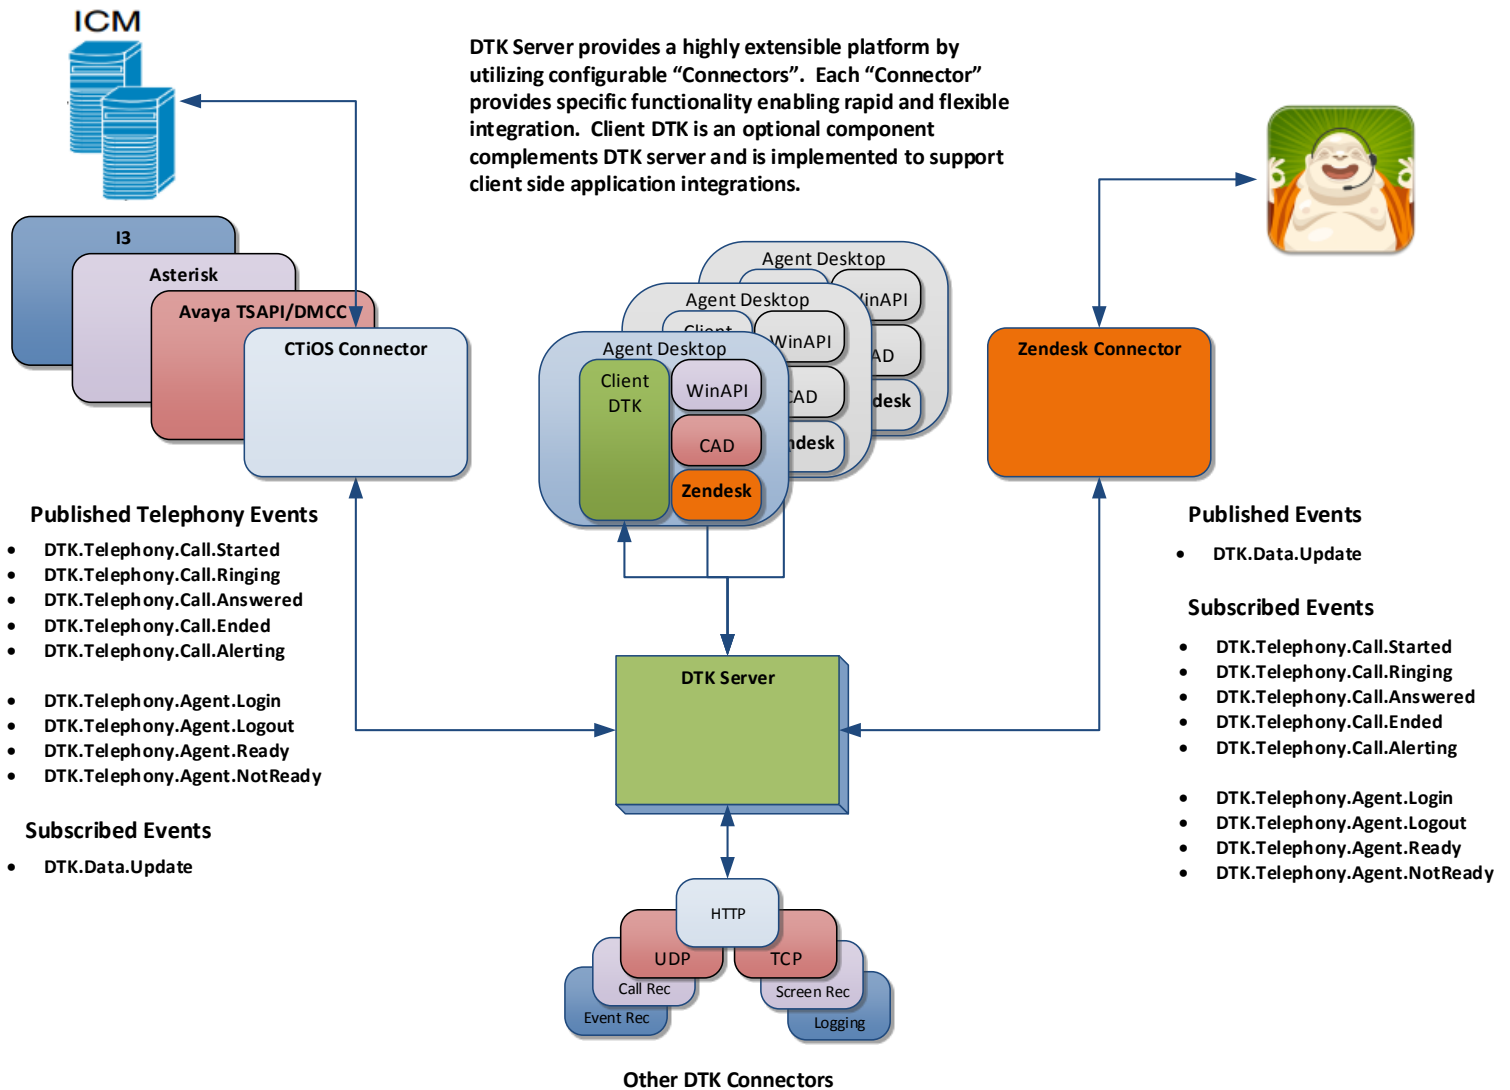 ICM
DTK Server provides a highly extensible platform by
utilizing configurable “Connectors”.  Each “Connector”
provides specific functionality enabling rapid and flexible
integration.  Client DTK is an optional component
complements DTK server and is implemented to support
client side application integrations.
I3
Asterisk
Avaya TSAPI/DMCC
CTiOS Connector
Agent Desktop
WinAPI
AD
desk
Agent Desktop
Client
WinAPI
CAD
ndesk
Agent Desktop
Client
DTK
WinAPI
CAD
Zendesk
Zendesk Connector
Published Telephony Events
• DTK.Telephony.Call.Started
• DTK.Telephony.Call.Ringing
• DTK.Telephony.Call.Answered
• DTK.Telephony.Call.Ended
• DTK.Telephony.Call.Alerting
• DTK.Telephony.Agent.Login
• DTK.Telephony.Agent.Logout
• DTK.Telephony.Agent.Ready
• DTK.Telephony.Agent.NotReady
Subscribed Events
• DTK.Data.Update
DTK Server
Published Events
• DTK.Data.Update
Subscribed Events
• DTK.Telephony.Call.Started
• DTK.Telephony.Call.Ringing
• DTK.Telephony.Call.Answered
• DTK.Telephony.Call.Ended
• DTK.Telephony.Call.Alerting
• DTK.Telephony.Agent.Login
• DTK.Telephony.Agent.Logout
• DTK.Telephony.Agent.Ready
• DTK.Telephony.Agent.NotReady
HTTP
UDP
TCP
Call Rec
Screen Rec
Event Rec
Logging
Other DTK Connectors